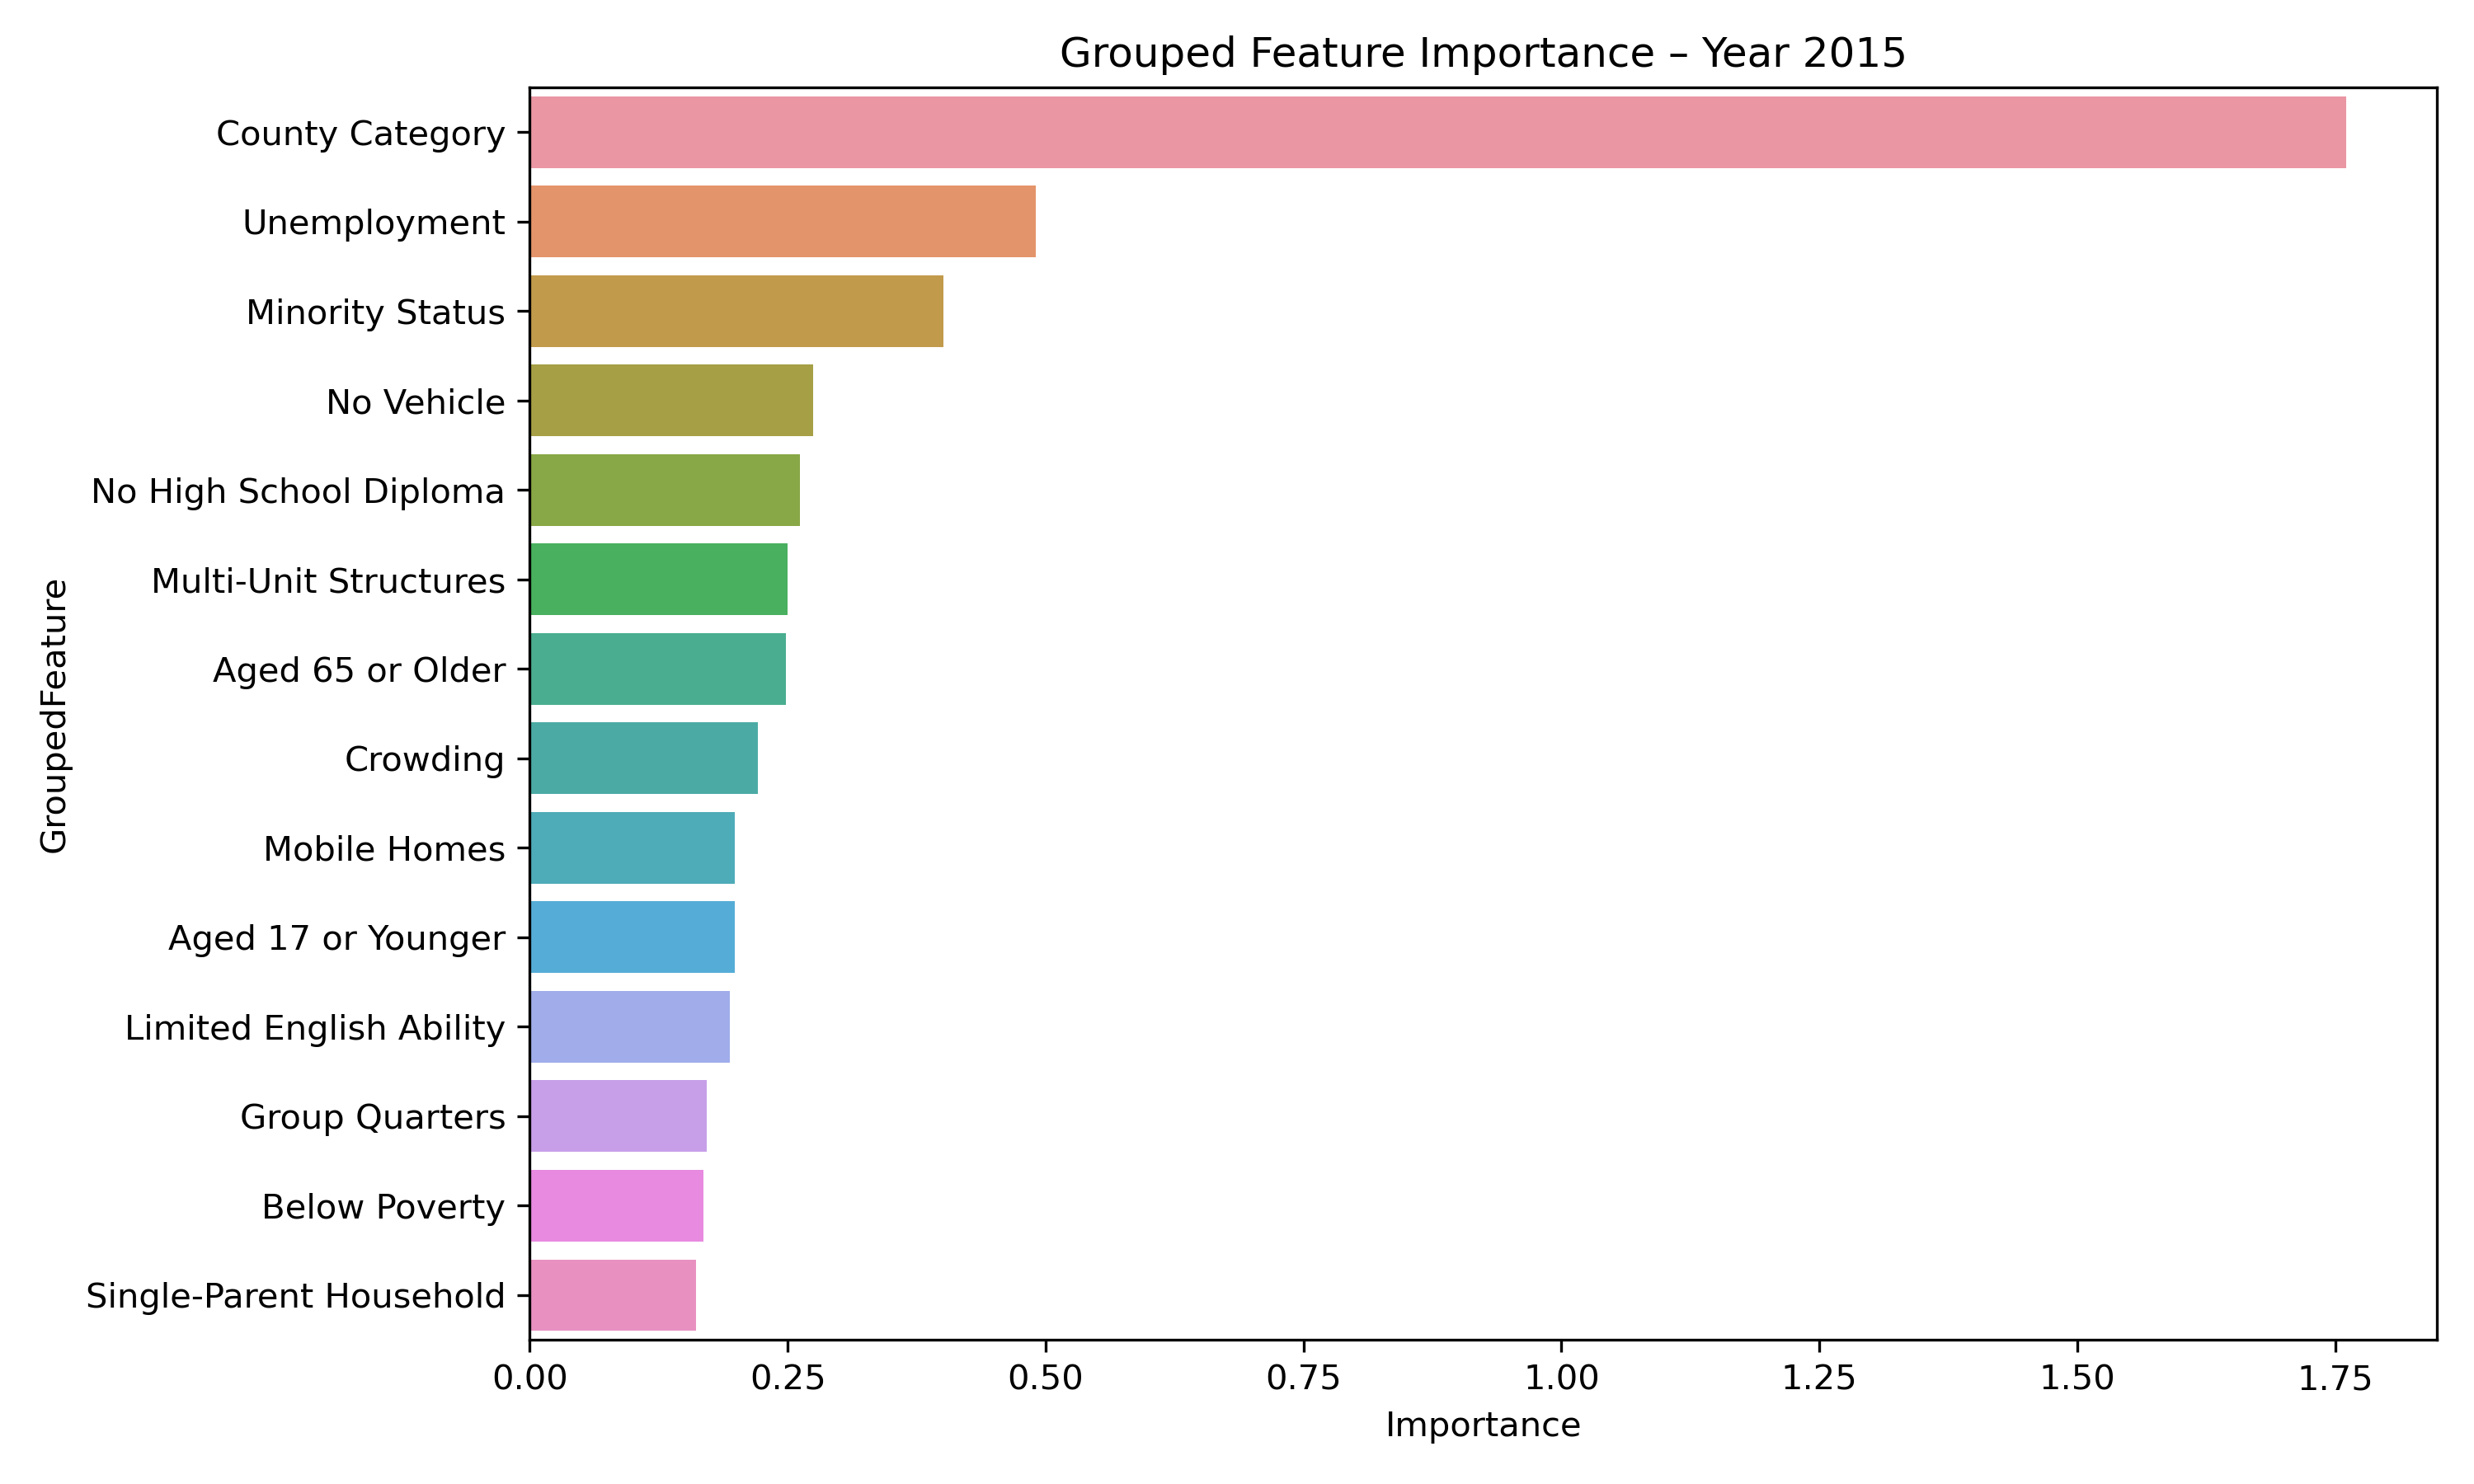 Grouped Feature Importance – Year 2015
GroupedFeature
County Category
Unemployment
Minority Status
No Vehicle
No High School Diploma
Multi-Unit Structures
Aged 65 or Older
Crowding
Mobile Homes
Aged 17 or Younger
Limited English Ability
Group Quarters
Below Poverty
Single-Parent Household
0.00 0.25 0.50 0.75 1.00 1.25 1.50 1.75
Importance